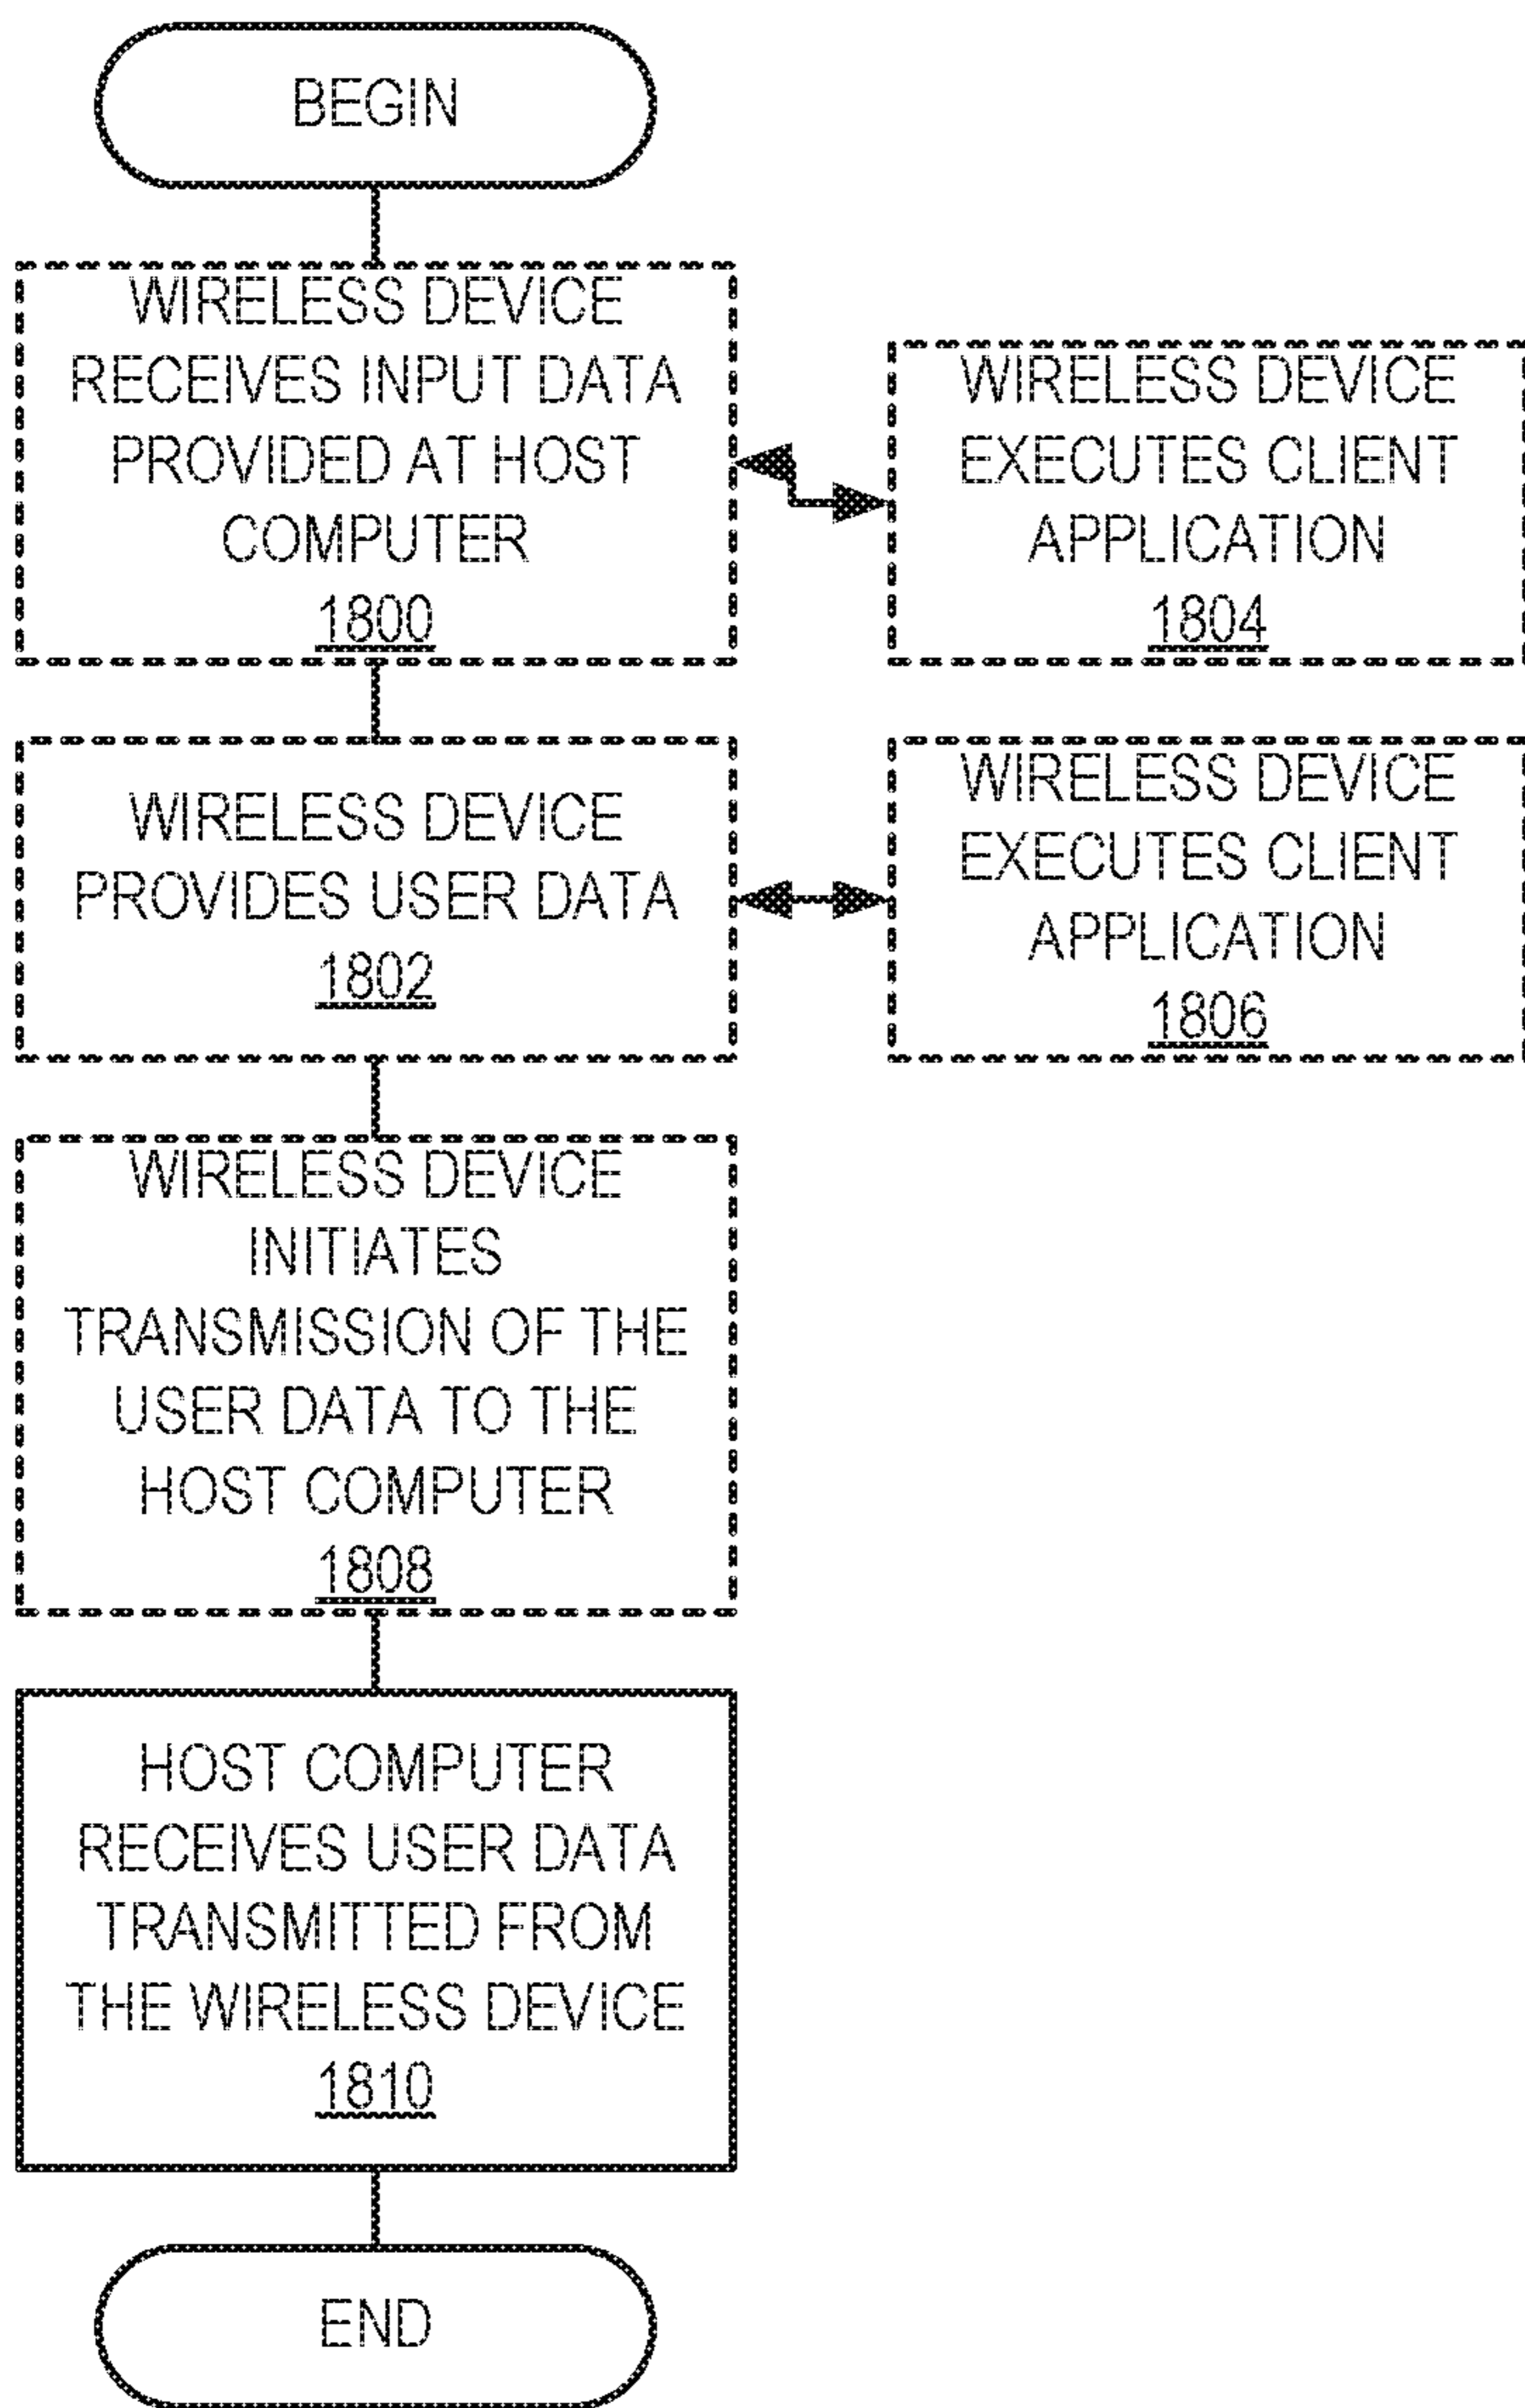 BEGIN
WIRELESS DEVICE
RECEIVES INPUT DATA
PROVIDED AT HOST
COMPUTER
1800
WIRELESS DEVICE
EXECUTES CLIENT
APPLICATION
1804
WIRELESS DEVICE
PROVIDES USER DATA
1802
WIRELESS DEVICE
EXECUTES CLIENT
APPLICATION
1806
WIRELESS DEVICE
INITIATES
TRANSMISSION OF THE
USER DATA TO THE
HOST COMPUTER
1808
HOST COMPUTER
RECEIVES USER DATA
TRANSMITTED FROM
THE WIRELESS DEVICE
1810
END